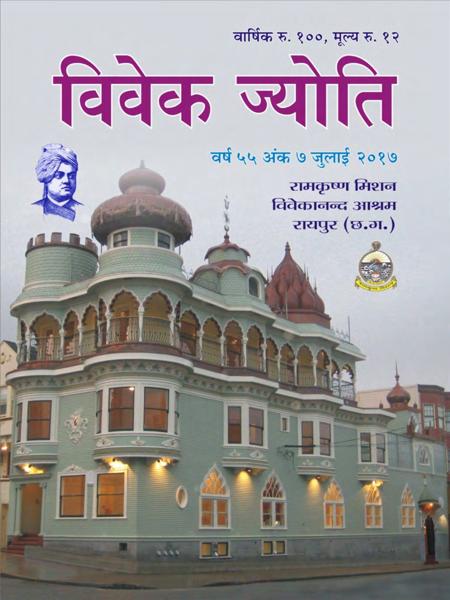 वार्षिक रु. १००, मूल्य रु. १२
विवेक ज्योति
वर्ष ५५ अंक ७ जुलाई २०१७
रामकृष्ण मिशन
विवेकानन्द आश्रम
रायपुर (छ.ग.)